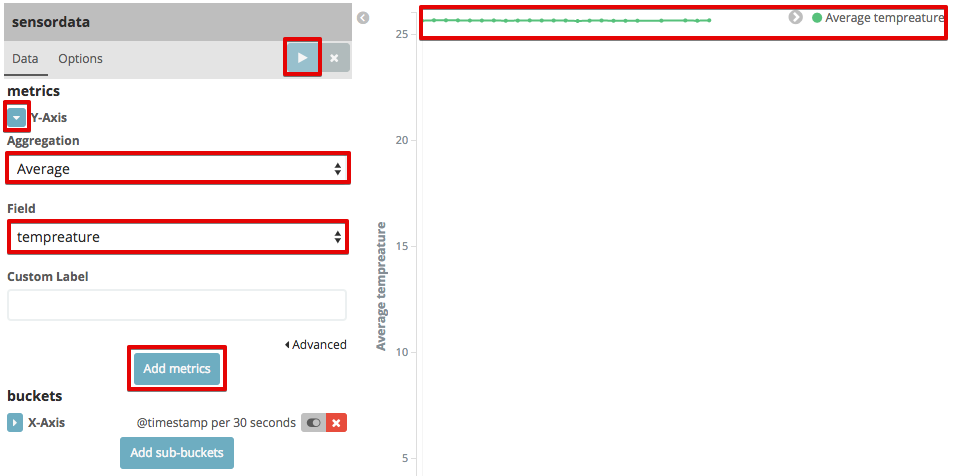 sensordata
Data Options
metrics
Y-Axis
Aggregation
Average
Field
tempreature
Custom Label
Advanced
Add metrics
buckets
X-Axis @timestamp per 30 seconds
Add sub-buckets
Average tempreature
25
20
15
10
5
Average tempreature